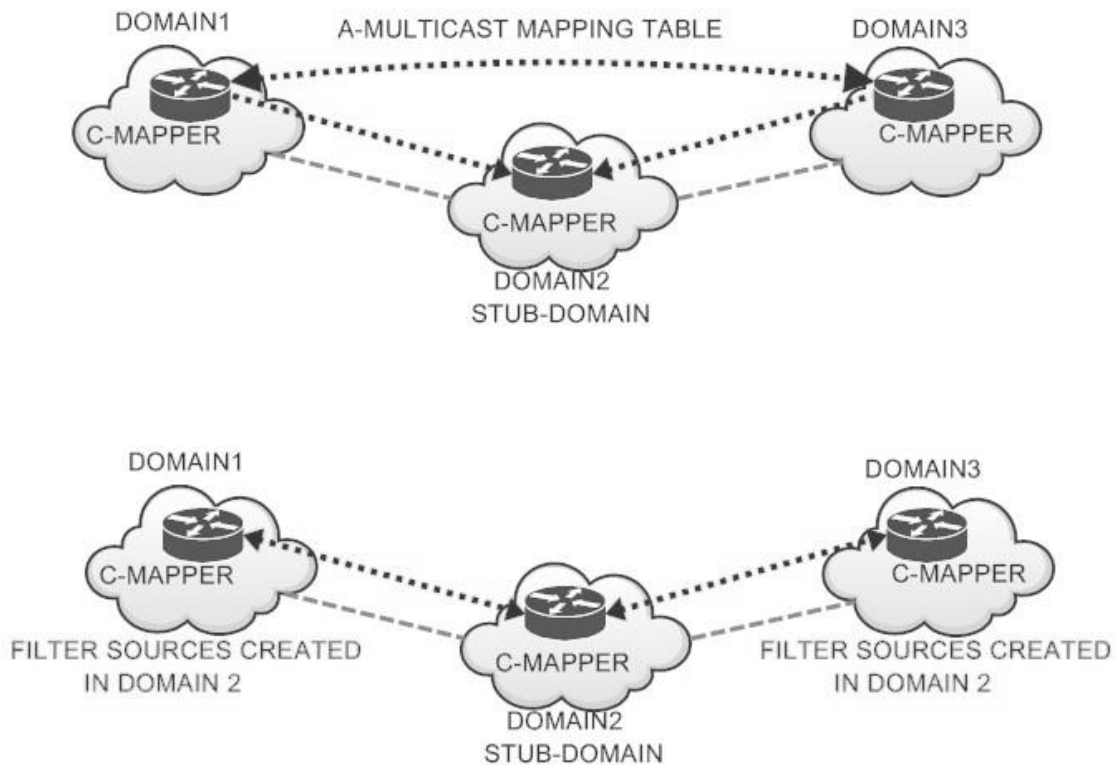 DOMAIN1
A-MULTICAST MAPPING TABLE
DOMAIN3
C-MAPPER
C-MAPPER
C-MAPPER
DOMAIN2
STUB-DOMAIN
DOMAIN1
DOMAIN3
C-MAPPER
C-MAPPER
C-MAPPER
FILTER SOURCES CREATED
IN DOMAIN 2
FILTER SOURCES CREATED
IN DOMAIN 2
DOMAIN2
STUB-DOMAIN